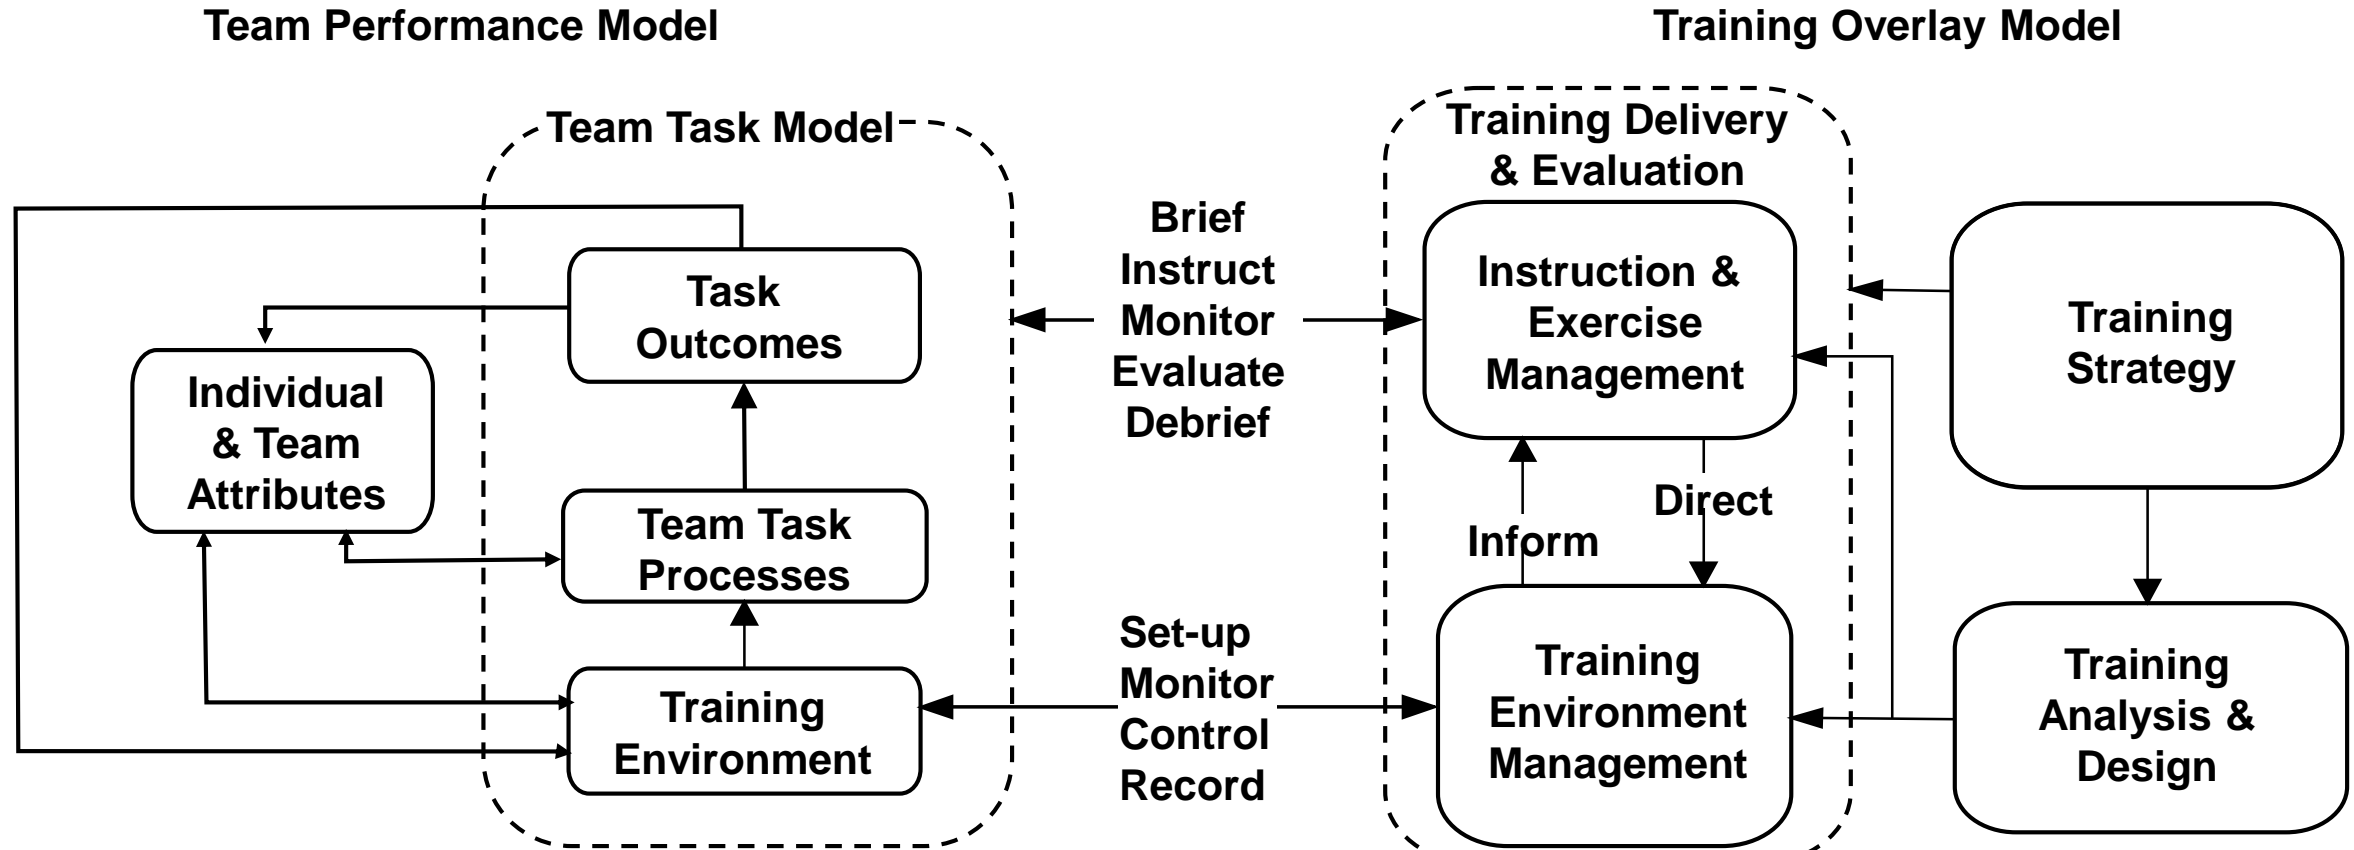 Team Performance Model
Training Overlay Model
Team Task Model
Task
Outcomes
Individual
& Team
Attributes
Team Task
Processes
Training
Environment
Brief
Instruct
Monitor
Evaluate
Debrief
Set-up
Monitor
Control
Record
Training Delivery
& Evaluation
Instruction &
Exercise
Management
Direct
Inform
Training
Environment
Management
Training
Strategy
Training
Analysis &
Design